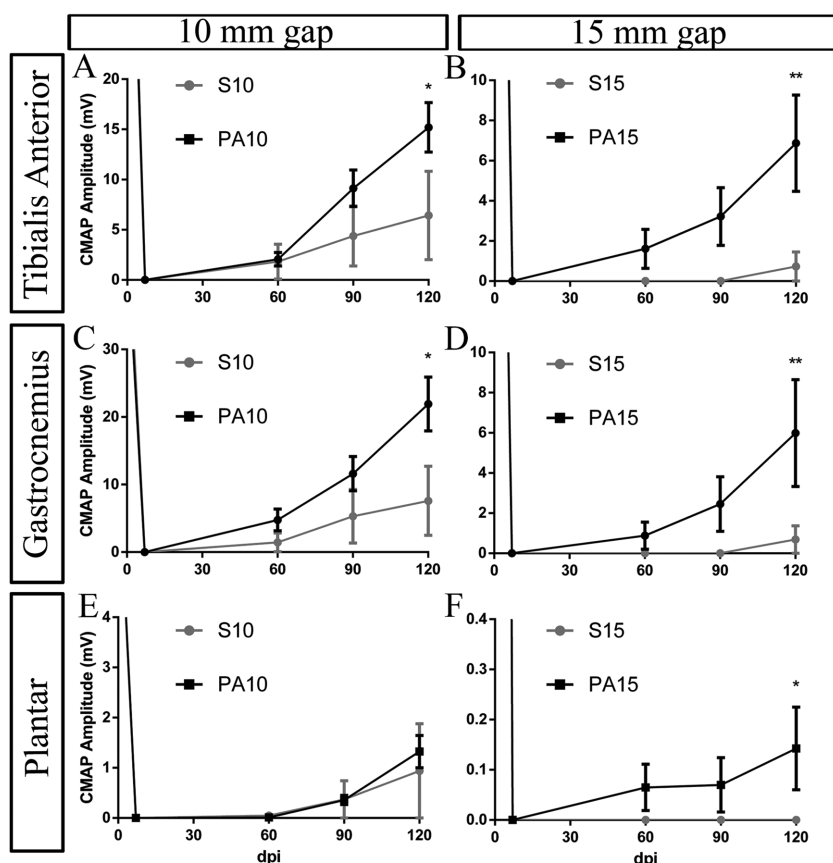 10 mm gap
15 mm gap
Tibialis Anterior
A
CMAP Amplitude (mV)
20
15
10
5
0
0 30 60 90 120
S10
PA10
*
B
10
8
6
4
2
0
0 30 60 90 120
S15
PA15
**
Gastrocnemius
C
CMAP Amplitude (mV)
30
20
10
0
0 30 60 90 120
S10
PA10
*
D
10
8
6
4
2
0
0 30 60 90 120
S15
PA15
**
Plantar
E
CMAP Amplitude (mV)
4
3
2
1
0
0 30 60 90 120
dpi
S10
PA10
F
0.4
0.3
0.2
0.1
0.0
0 30 60 90 120
dpi
S15
PA15
*